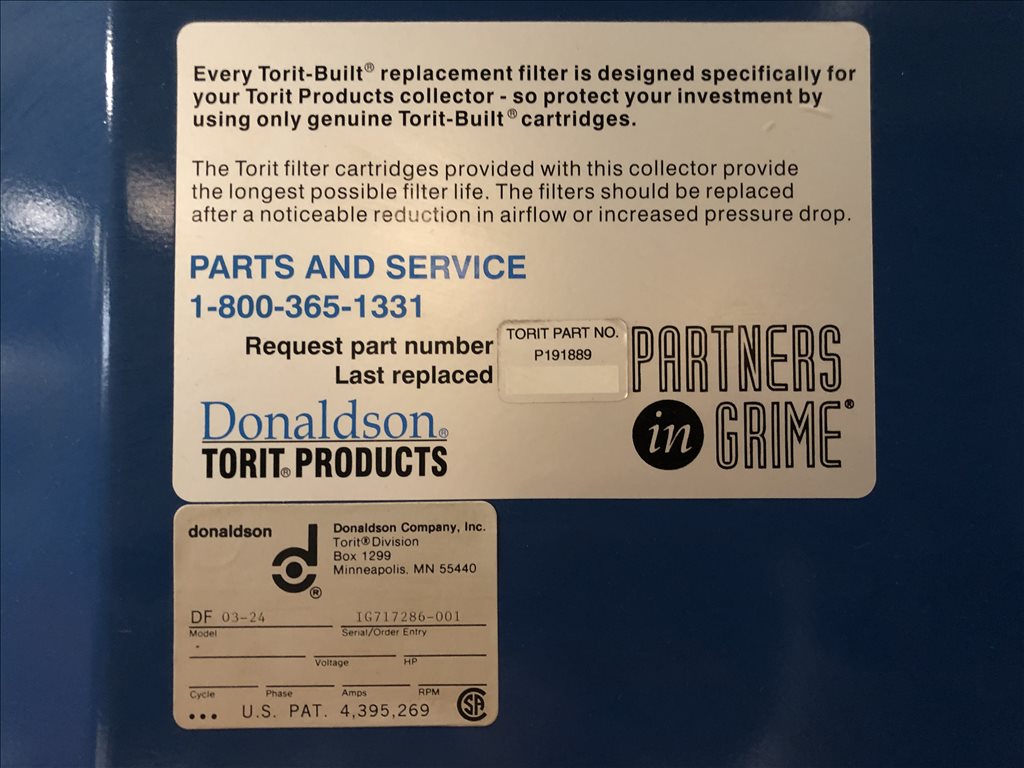 Every Torit-Built® replacement filter is designed specifically for
your Torit Products collector - so protect your investment by
using only genuine Torit-Built® cartridges.
The Torit filter cartridges provided with this collector provide
the longest possible filter life. The filters should be replaced
after a noticeable reduction in airflow or increased pressure drop.
PARTS AND SERVICE
1-800-365-1331
Request part number
Last replaced
TORIT PART NO.
P191889
Donaldson®
TORIT® PRODUCTS
PARTNERS
in GRIME®
donaldson
®
Donaldson Company, Inc.
Torit® Division
Box 1299
Minneapolis, MN 55440
DF 03-24 IG717286-001
Model Serial/Order Entry
Voltage HP
Cycle Phase Amps RPM
••• U.S. PAT. 4,395,269 SA